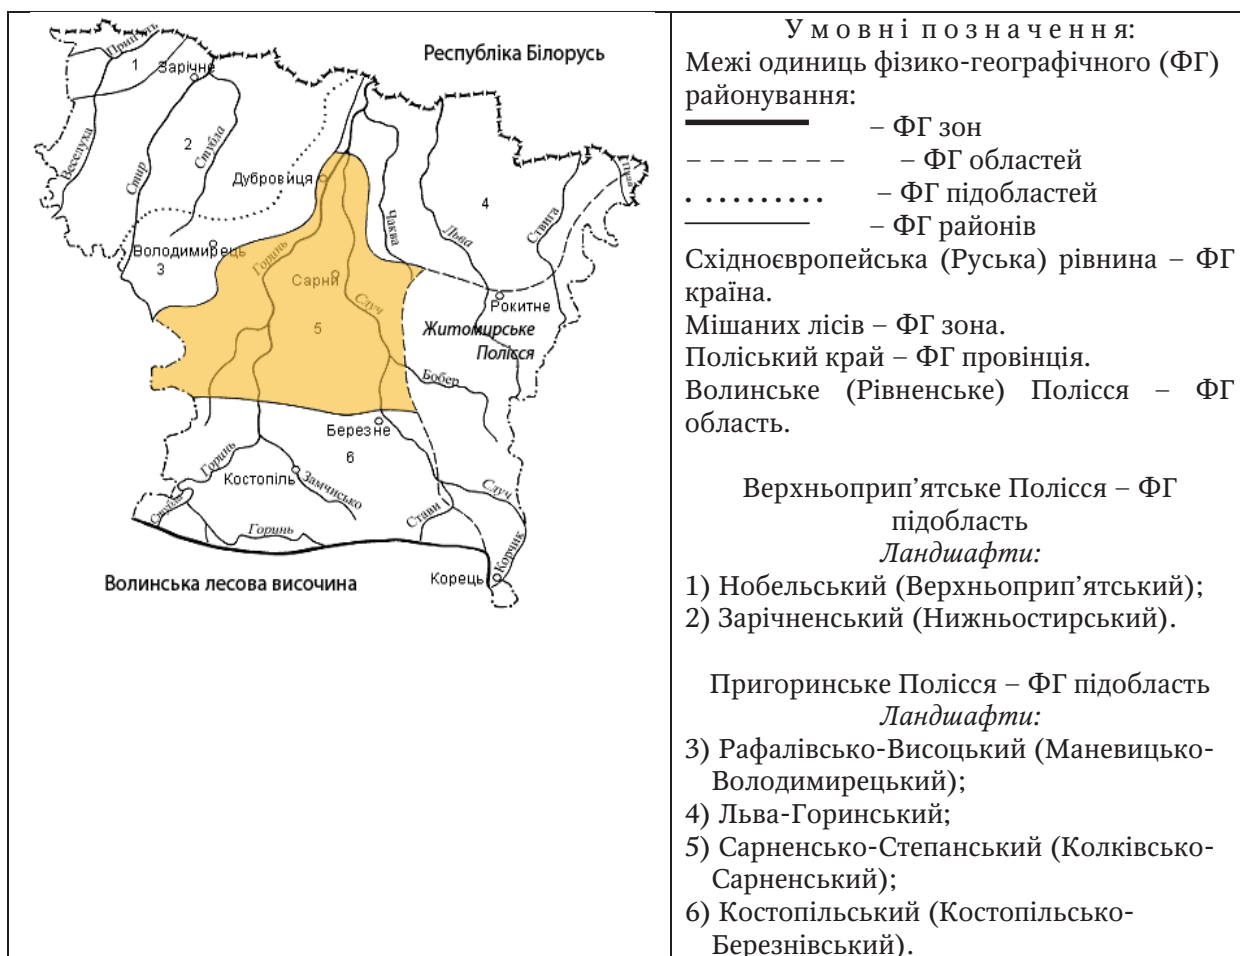 Республіка Білорусь
Прип'ять
1
Зарічне
2
Веселуха
Стир
Стубла
Дубровиця
4
Чаква
Льва
Ствига
Володимирець
3
Горинь
Сарни
Случ
Рокитне
5
Житомирське
Полісся
Бобер
Березне
6
Горинь
Костопіль
Замчисько
Случ
Стави
Стубла
Горинь
Корчик
Корець
Волинська лесова височина
Умовні позначення:
Межі одиниць фізико-географічного (ФГ)
районування:
– ФГ зон
– ФГ областей
– ФГ підобластей
– ФГ районів
Східноєвропейська (Руська) рівнина – ФГ
країна.
Мішаних лісів – ФГ зона.
Поліський край – ФГ провінція.
Волинське (Рівненське) Полісся – ФГ
область.
Верхньоприп’ятське Полісся – ФГ
підобласть
Ландшафти:
1) Нобельський (Верхньоприп’ятський);
2) Зарічненський (Нижньостирський).
Пригоринське Полісся – ФГ підобласть
Ландшафти:
3) Рафалівсько-Висоцький (Маневицько-
Володимирецький);
4) Льва-Горинський;
5) Сарненсько-Степанський (Колківсько-
Сарненський);
6) Костопільський (Костопільсько-
Березнівський).